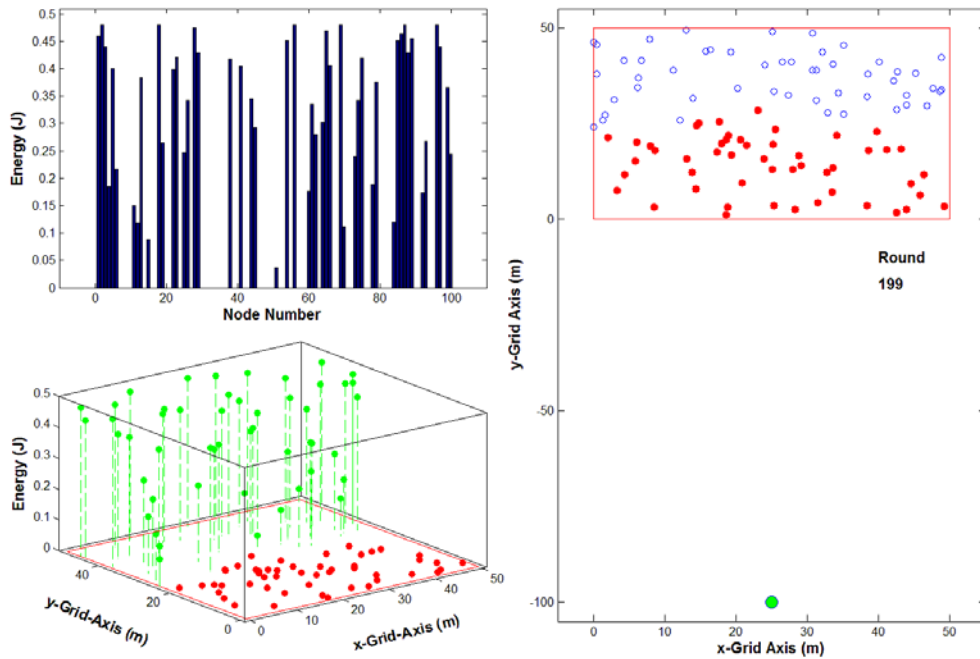 0.5
0.45
0.4
0.35
0.3
0.25
0.2
0.15
0.1
0.05
0
Energy (J)
0 20 40 60 80 100
Node Number
0.5
0.4
0.3
0.2
0.1
0
Energy (J)
40
20
0
y-Grid-Axis (m)
0 10 20 30 40 50
x-Grid-Axis (m)
50
0
-50
-100
y-Grid Axis (m)
Round
199
0 10 20 30 40 50
x-Grid Axis (m)